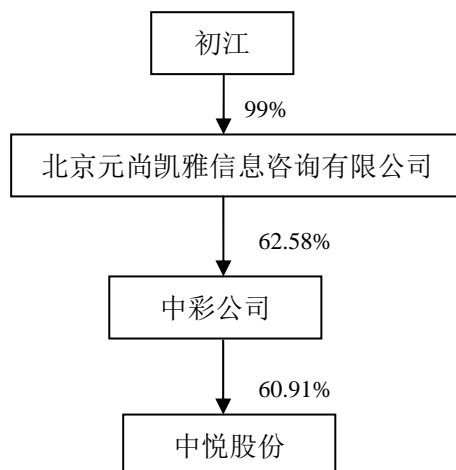 初江
99%
北京元尚凯雅信息咨询有限公司
62.58%
中彩公司
60.91%
中悦股份